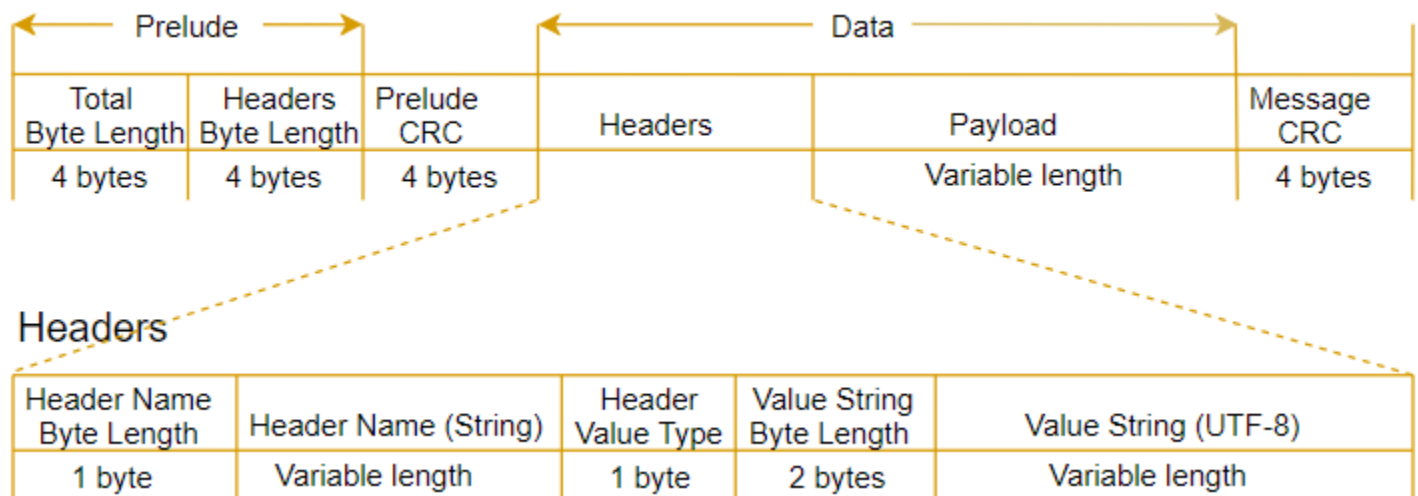 Prelude
Data
Total
Byte Length
Headers
Byte Length
Prelude
CRC
Headers
Payload
Message
CRC
4 bytes
4 bytes
4 bytes
Variable length
4 bytes
Headers
Header Name
Byte Length
Header Name (String)
Header
Value Type
Value String
Byte Length
Value String (UTF-8)
1 byte
Variable length
1 byte
2 bytes
Variable length